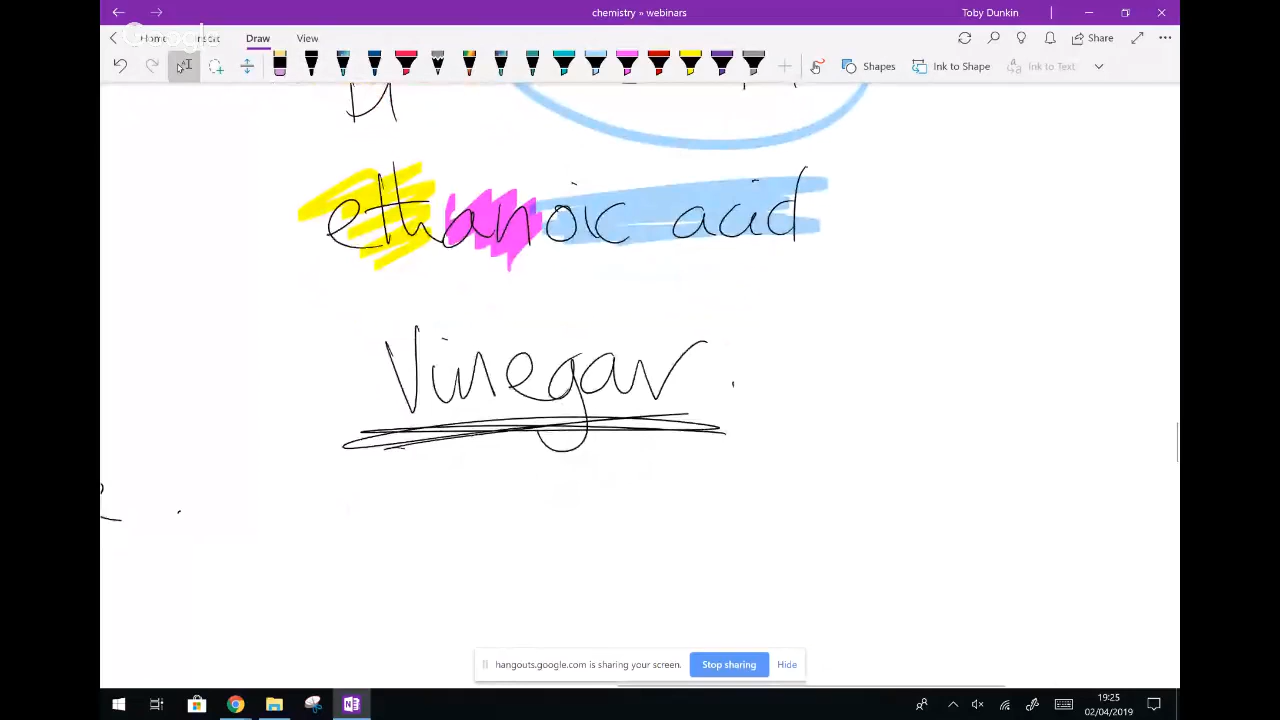 chemistry » webinars
Toby Dunkin
Google
Home
Insert
Draw
View
Share
Shapes
Ink to Shape
Ink to Text
H
ethanoic acid
Vinegar.
hangouts.google.com is sharing your screen.
Stop sharing
Hide
19:25
02/04/2019